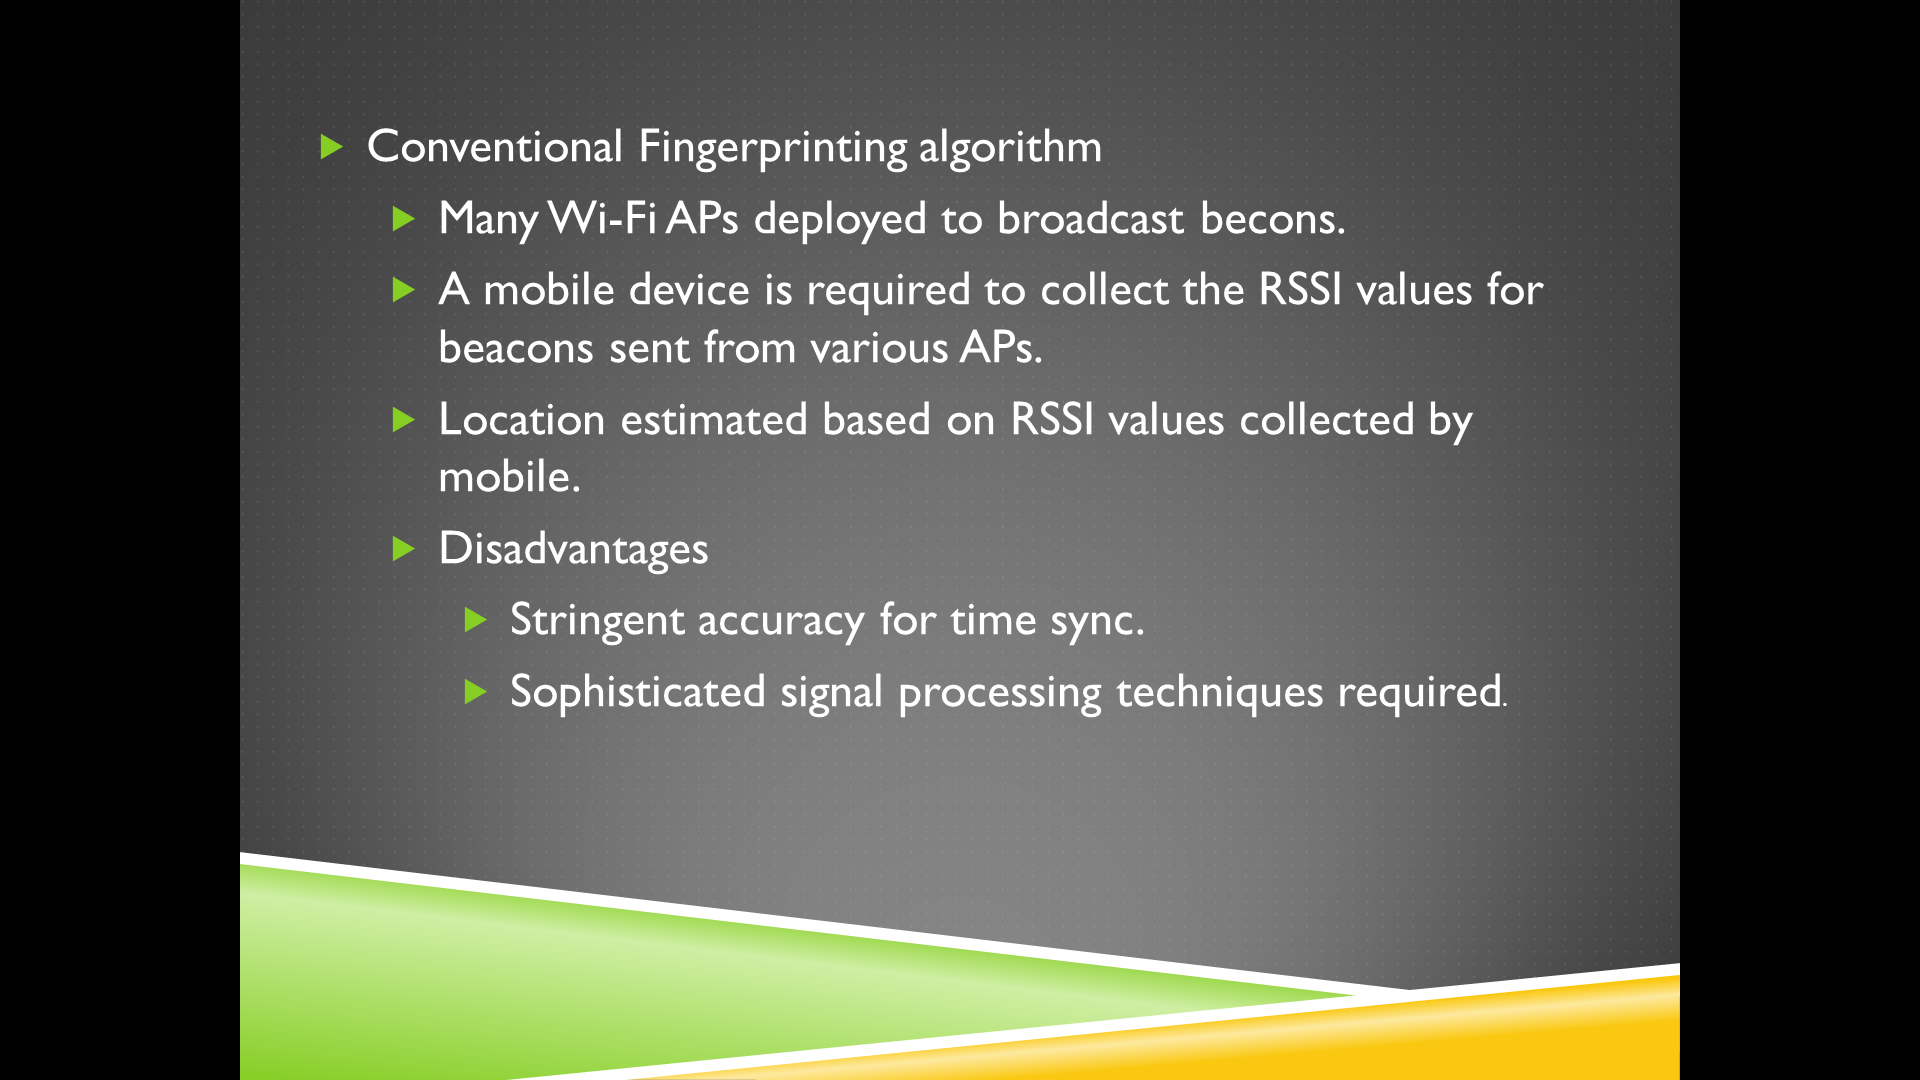 Conventional Fingerprinting algorithm
Many Wi-Fi APs deployed to broadcast becons.
A mobile device is required to collect the RSSI values for
beacons sent from various APs.
Location estimated based on RSSI values collected by
mobile.
Disadvantages
Stringent accuracy for time sync.
Sophisticated signal processing techniques required.